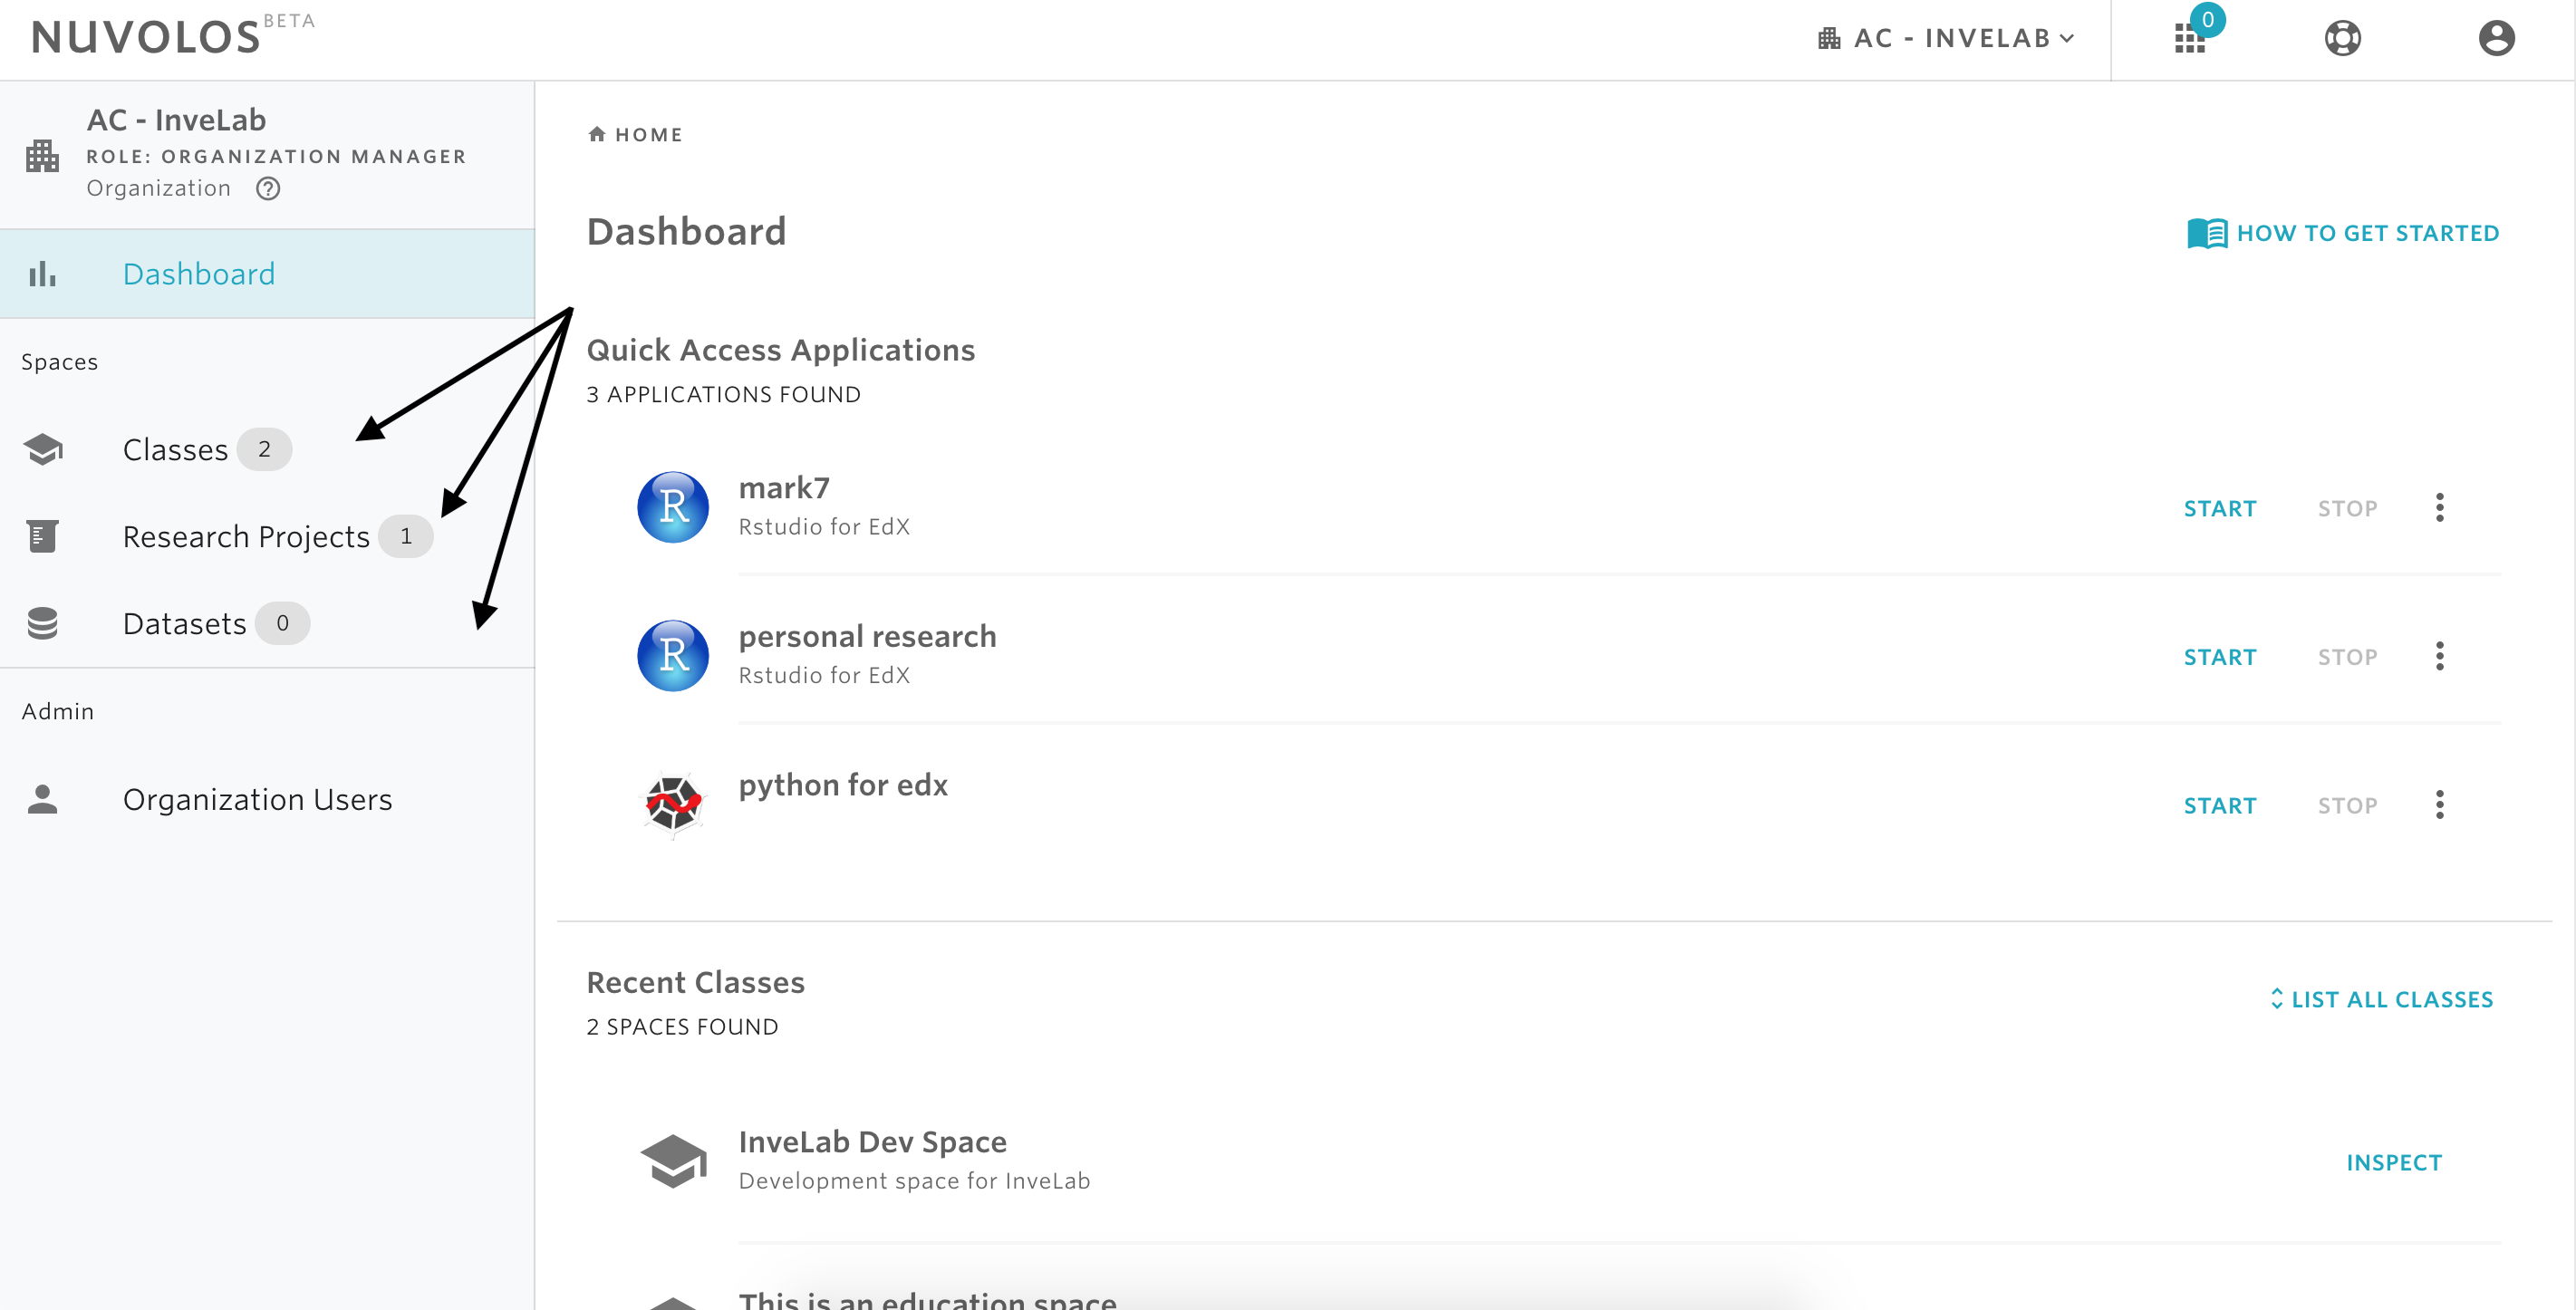 NUVOLOS BETA
AC - INVELAB
0
AC - InveLab
ROLE: ORGANIZATION MANAGER
Organization
Dashboard
Spaces
Classes 2
Research Projects 1
Datasets 0
Admin
Organization Users
HOME
Dashboard
HOW TO GET STARTED
Quick Access Applications
3 APPLICATIONS FOUND
R
mark7
Rstudio for EdX
START STOP
R
personal research
Rstudio for EdX
START STOP
python for edx
START STOP
Recent Classes
2 SPACES FOUND
LIST ALL CLASSES
InveLab Dev Space
Development space for InveLab
INSPECT
This is an education space